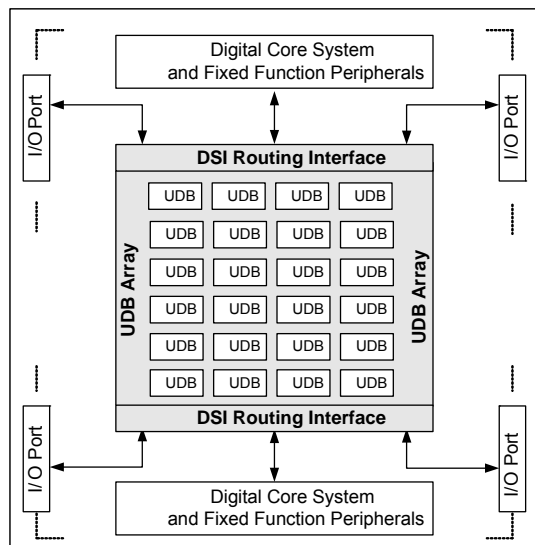 Digital Core System
and Fixed Function Peripherals
I/O Port
I/O Port
DSI Routing Interface
UDB Array
UDB UDB UDB UDB
UDB UDB UDB UDB
UDB UDB UDB UDB
UDB UDB UDB UDB
UDB UDB UDB UDB
UDB UDB UDB UDB
UDB Array
DSI Routing Interface
I/O Port
I/O Port
Digital Core System
and Fixed Function Peripherals